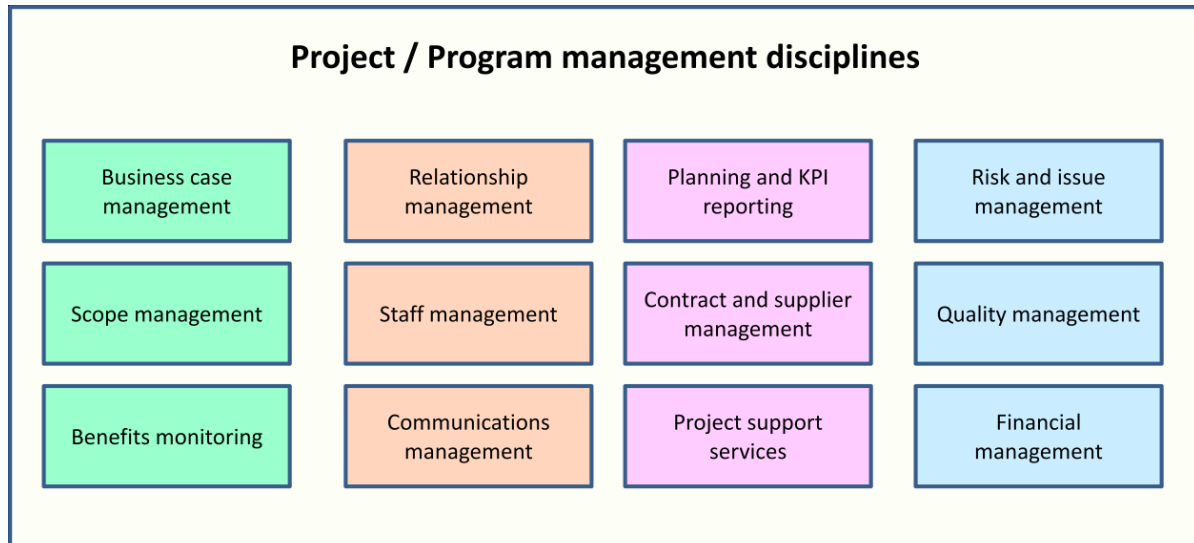 Project / Program management disciplines
Business case
management
Relationship
management
Planning and KPI
reporting
Risk and issue
management
Scope management
Staff management
Contract and supplier
management
Quality management
Benefits monitoring
Communications
management
Project support
services
Financial
management